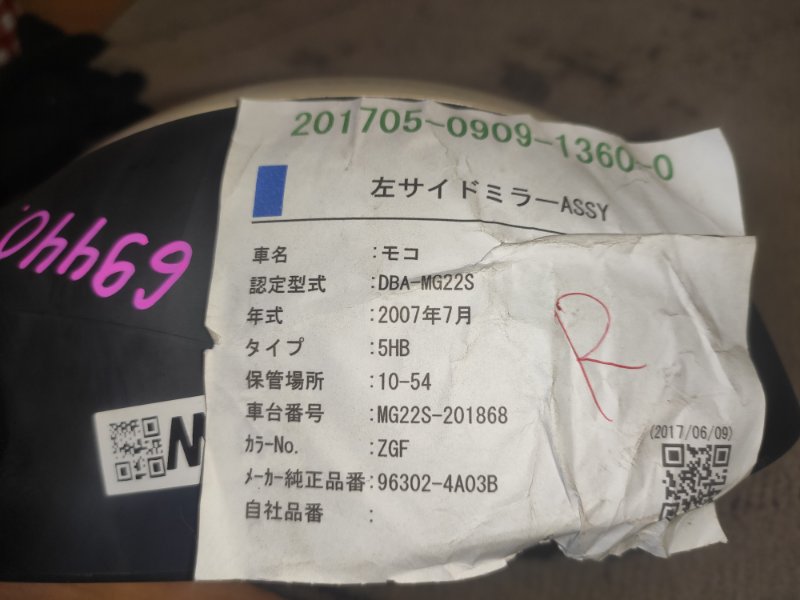 201705-0909-1360-0
左サイドミラーASSY
車名 :モコ
認定型式 :DBA-MG22S
年式 :2007年7月
タイプ :5HB
保管場所 :10-54
車台番号 :MG22S-201868
カラーNo. :ZGF
メーカー純正品番:96302-4A03B
自社品番 :
R
(2017/06/09)